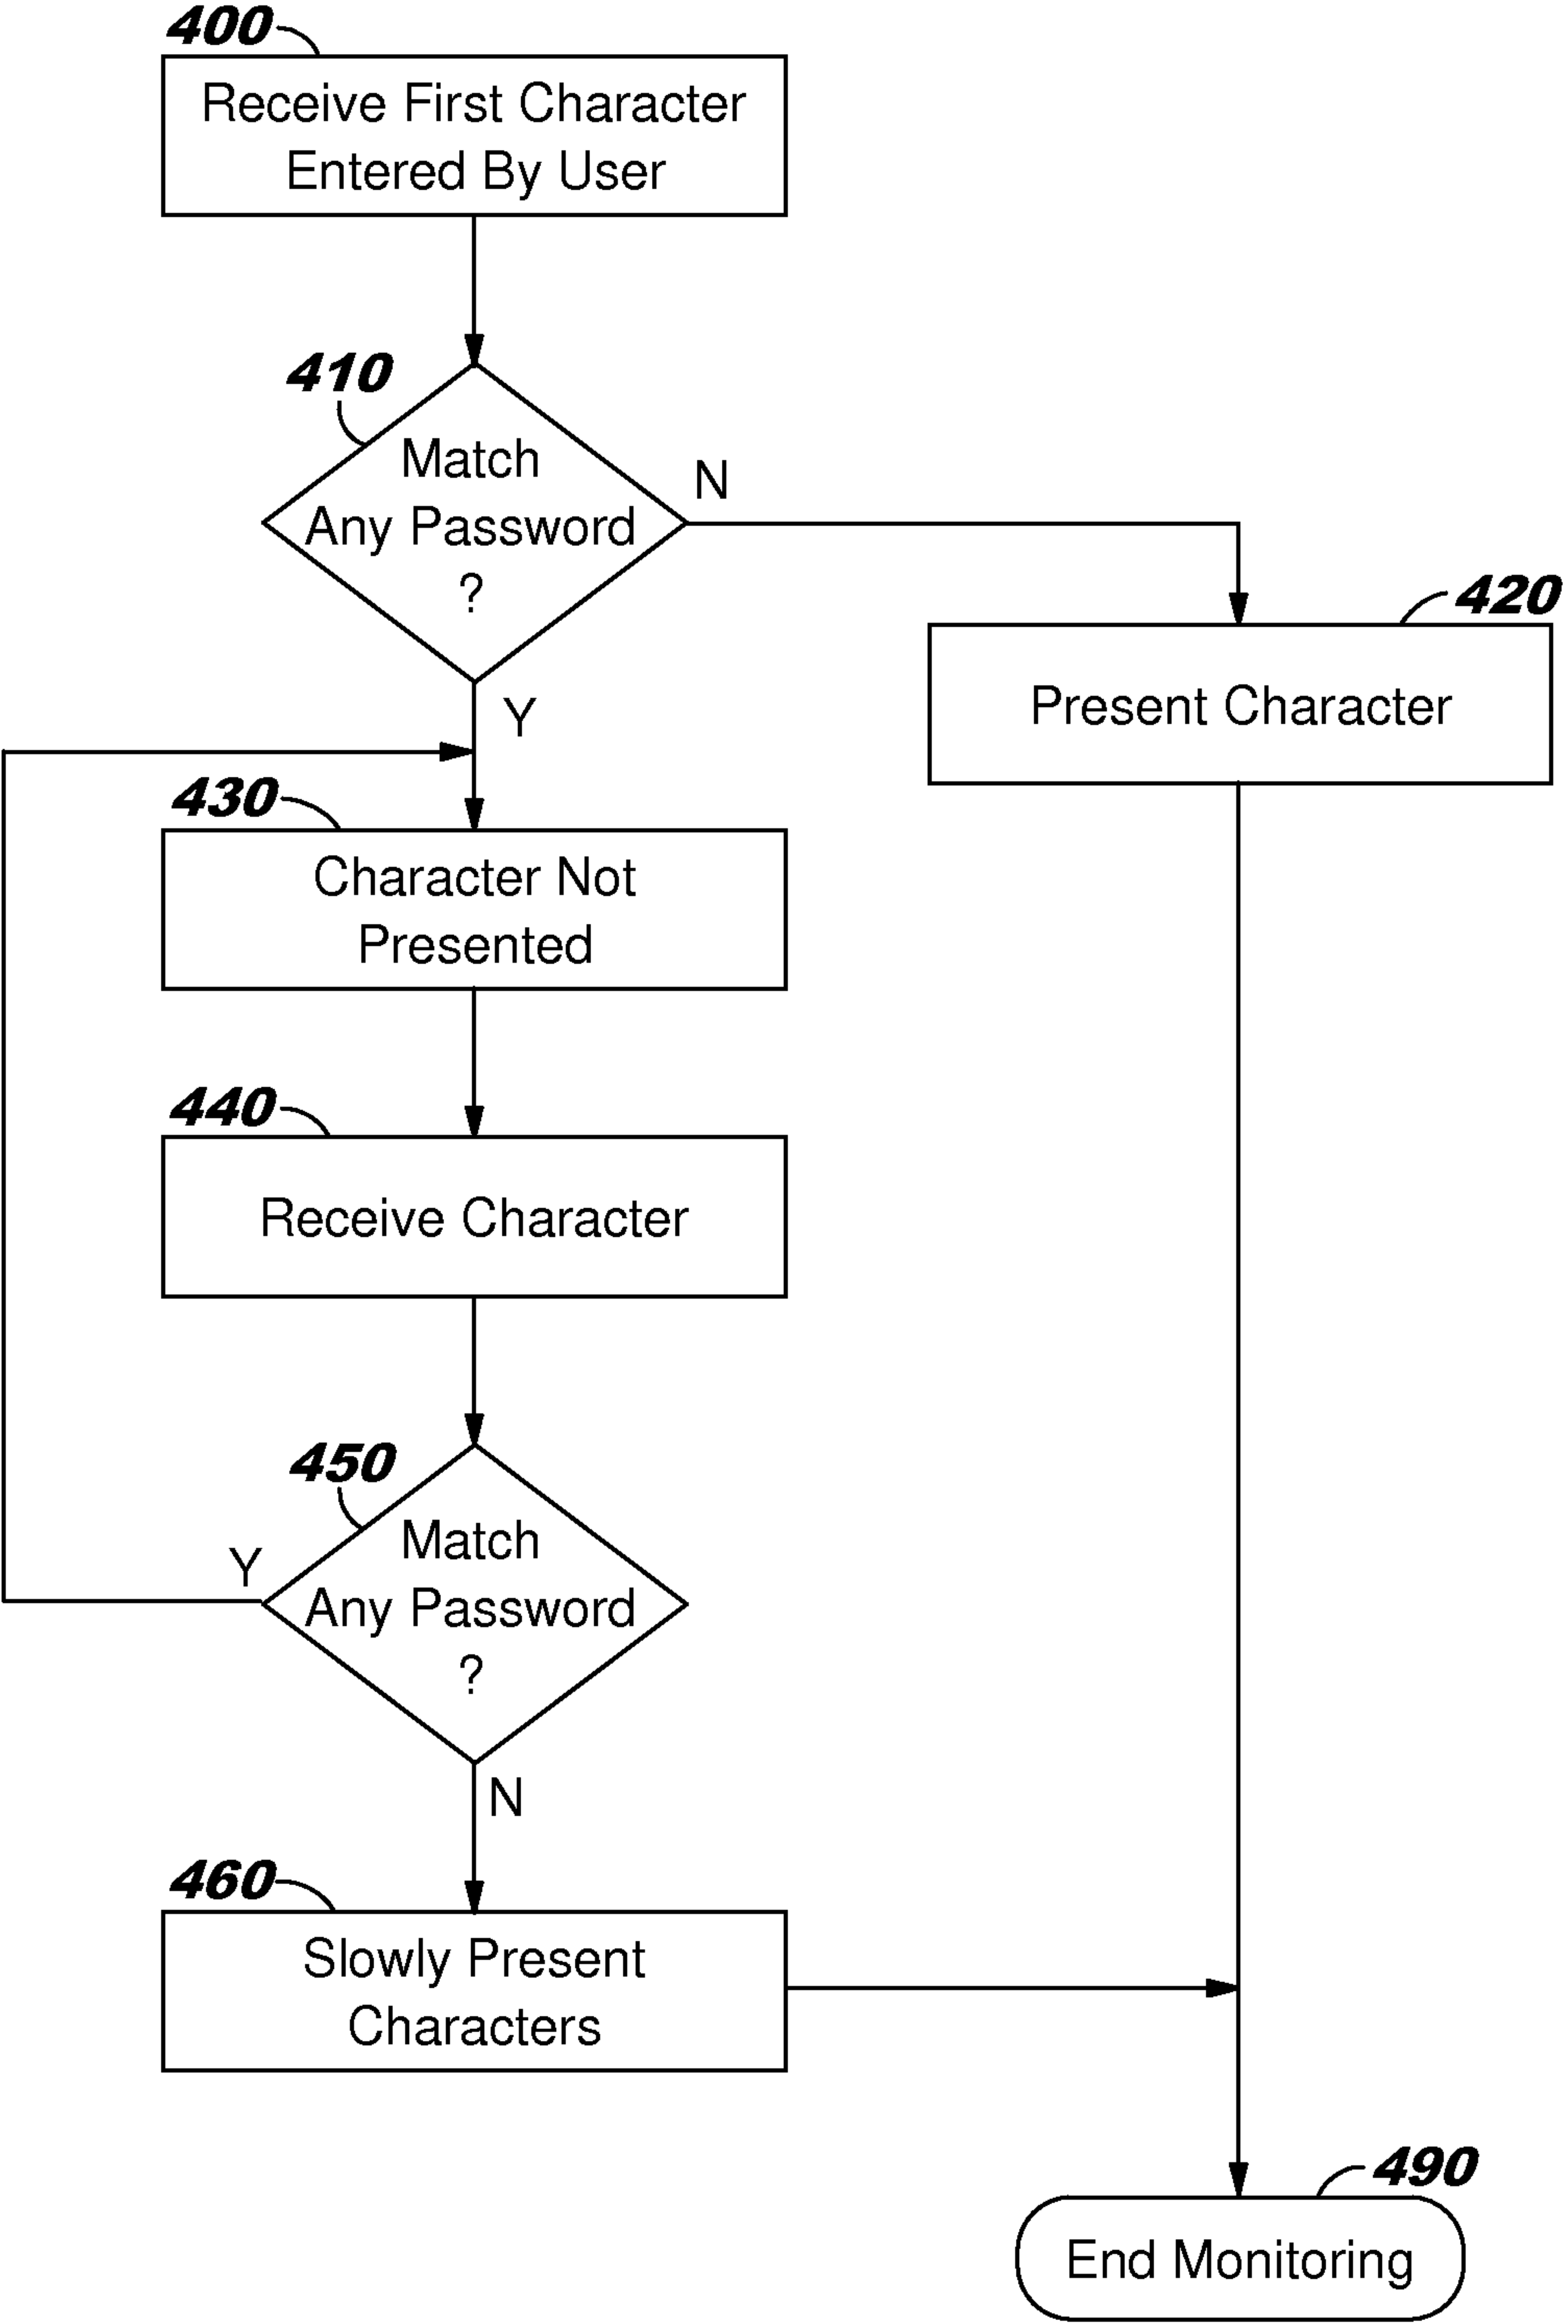 400
Receive First Character
Entered By User
410
Match
Any Password
?
N
Y
420
Present Character
430
Character Not
Presented
440
Receive Character
450
Match
Any Password
?
Y
N
460
Slowly Present
Characters
490
End Monitoring